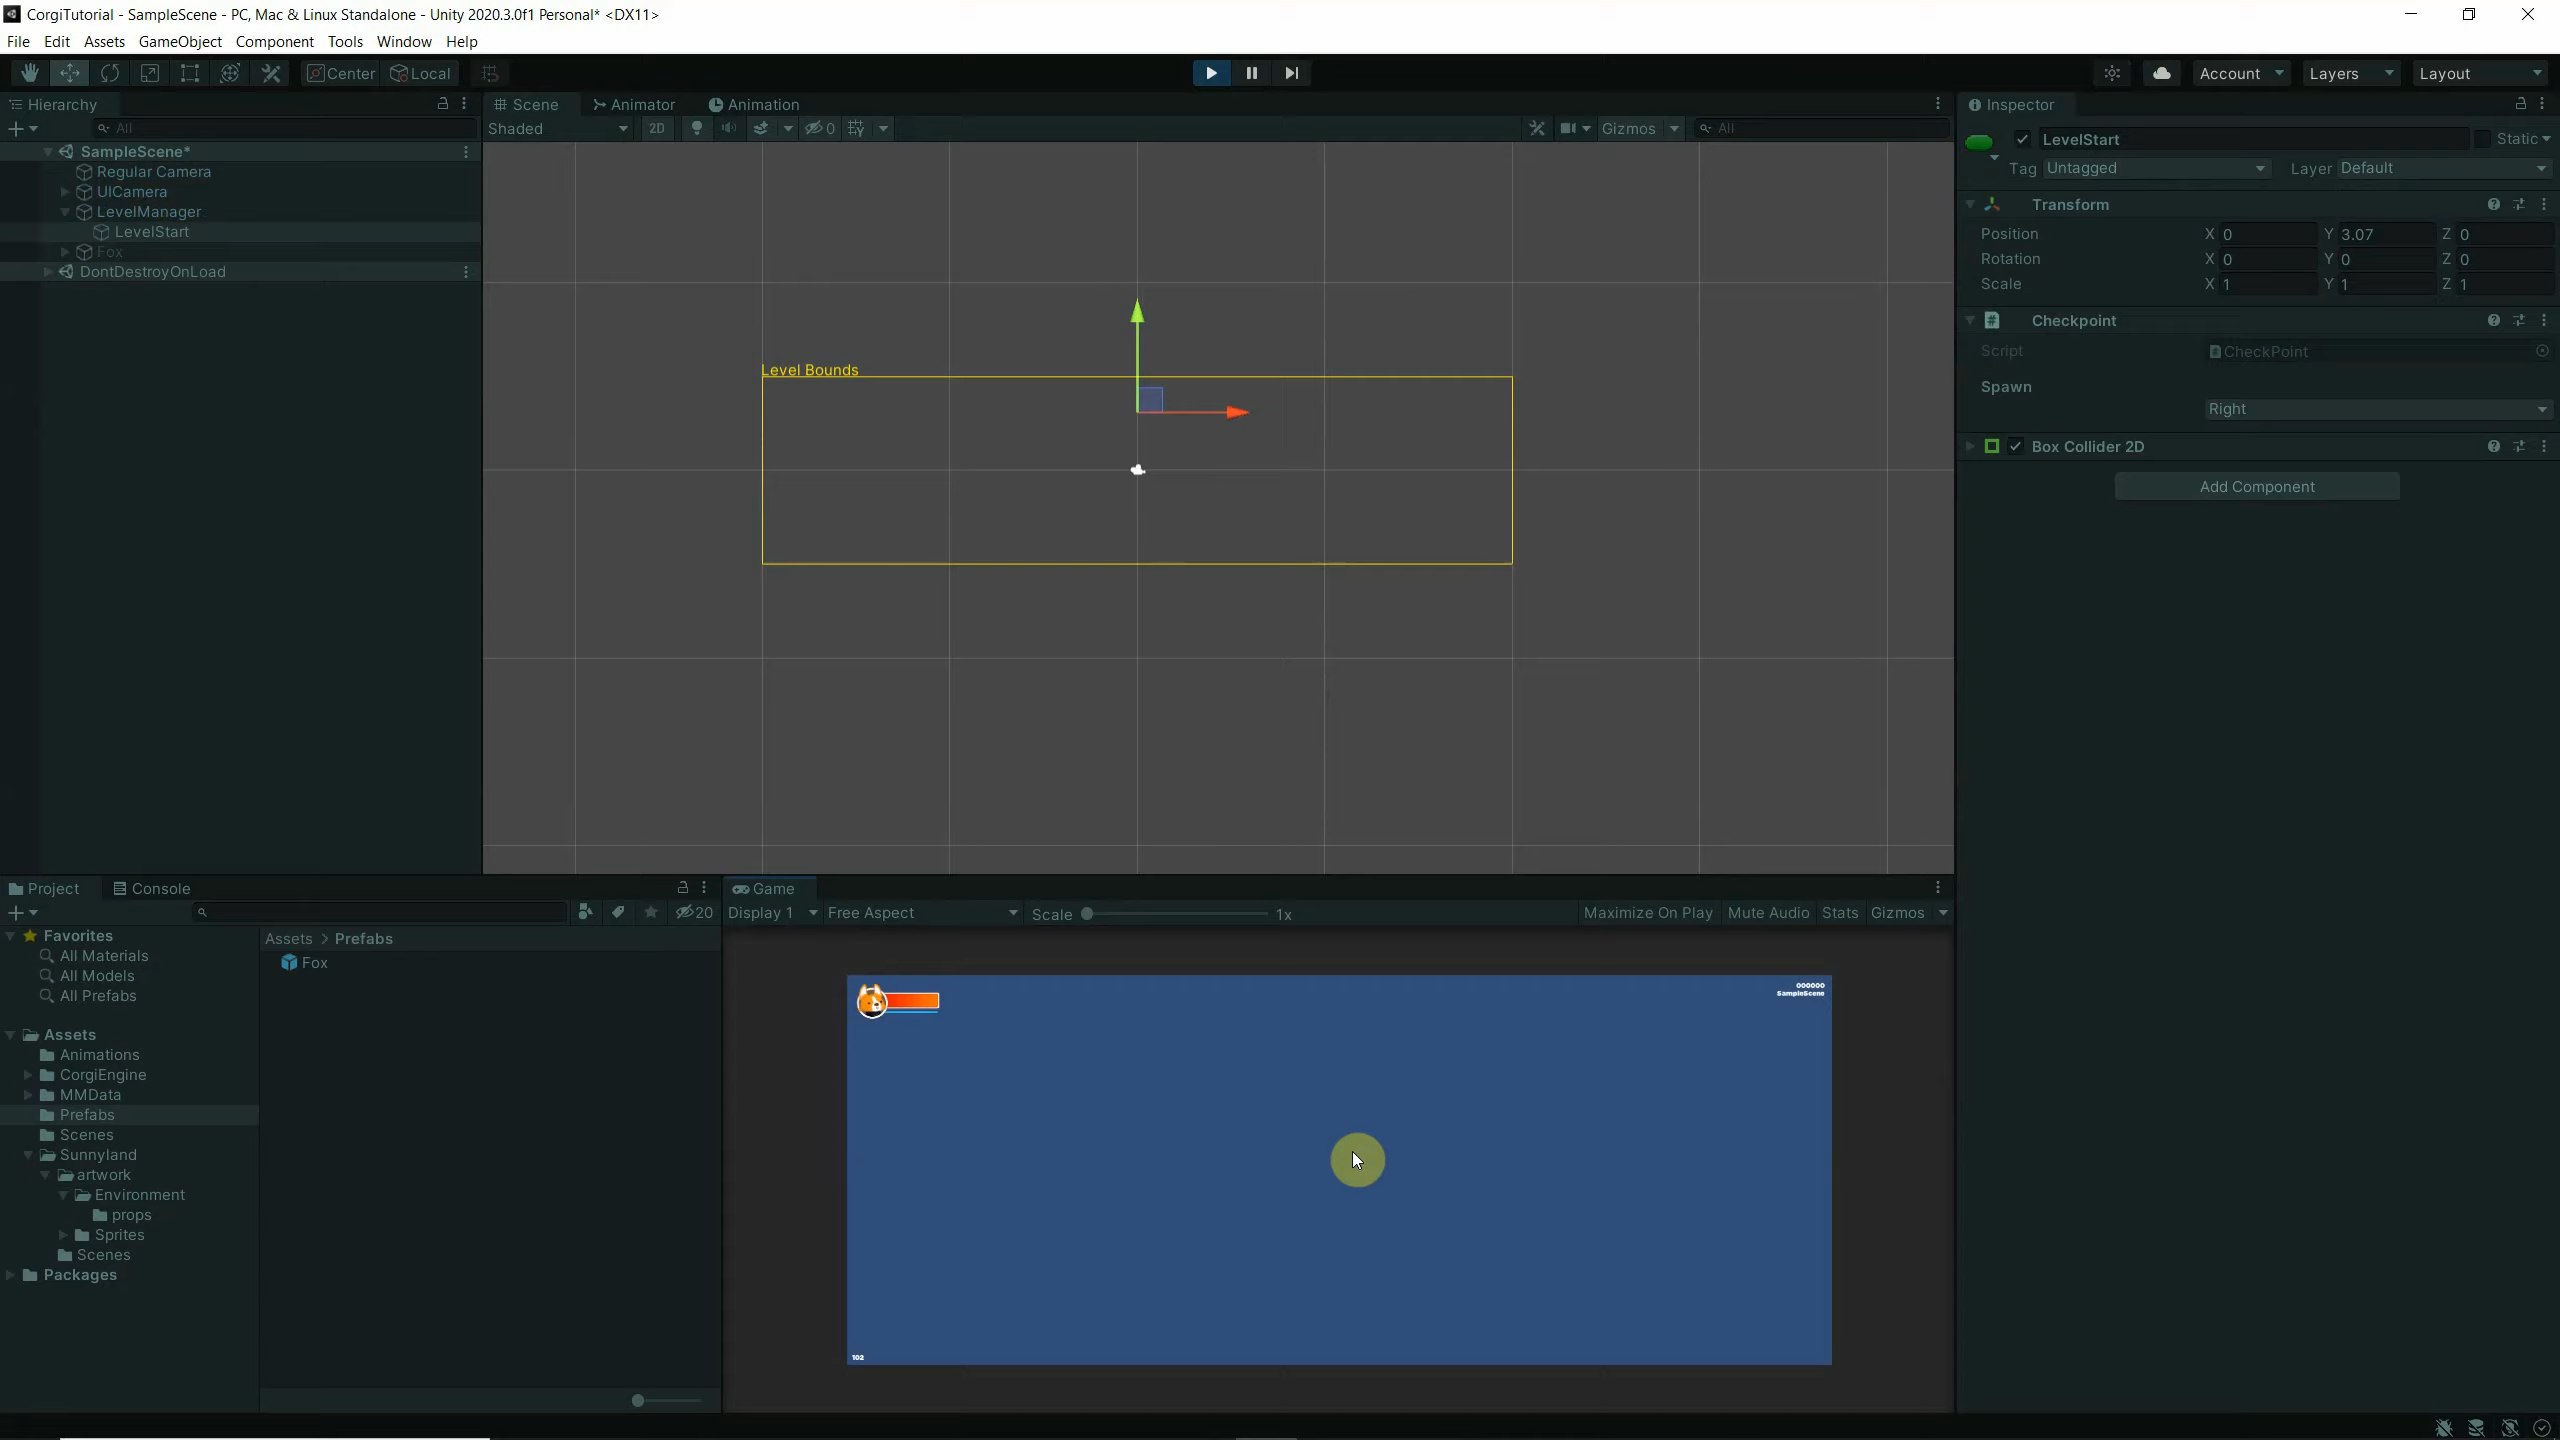 CorgiTutorial - SampleScene - PC, Mac & Linux Standalone - Unity 2020.3.0f1 Personal* <DX11>
File Edit Assets GameObject Component Tools Window Help
Center Local Account Layers Layout
Hierarchy
All
SampleScene*
Regular Camera
UICamera
LevelManager
LevelStart
Fox
DontDestroyOnLoad
Scene Animator Animation
Shaded 2D 0 Gizmos All
Level Bounds
Inspector
LevelStart Static
Tag Untagged Layer Default
Transform
Position X 0 Y 3.07 Z 0
Rotation X 0 Y 0 Z 0
Scale X 1 Y 1 Z 1
Checkpoint
Script CheckPoint
Spawn
Right
Box Collider 2D
Add Component
Project Console
20
Favorites
All Materials
All Models
All Prefabs
Assets
Animations
CorgiEngine
MMData
Prefabs
Scenes
Sunnyland
artwork
Environment
props
Sprites
Scenes
Packages
Assets > Prefabs
Fox
Game
Display 1 Free Aspect Scale 1x Maximize On Play Mute Audio Stats Gizmos
000000
SampleScene
102